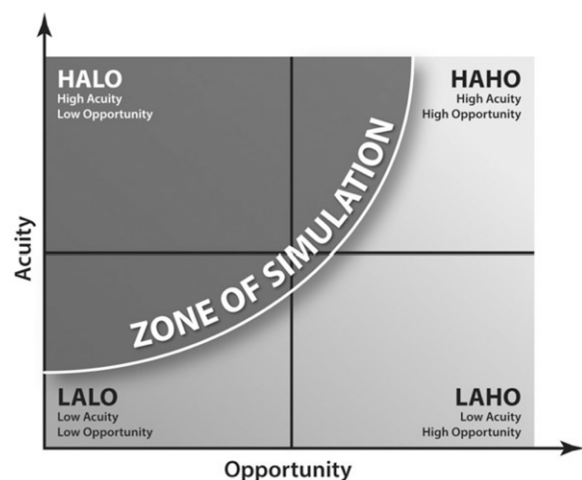 HALO
High Acuity
Low Opportunity
HAHO
High Acuity
High Opportunity
ZONE OF SIMULATION
Acuity
LALO
Low Acuity
Low Opportunity
LAHO
Low Acuity
High Opportunity
Opportunity